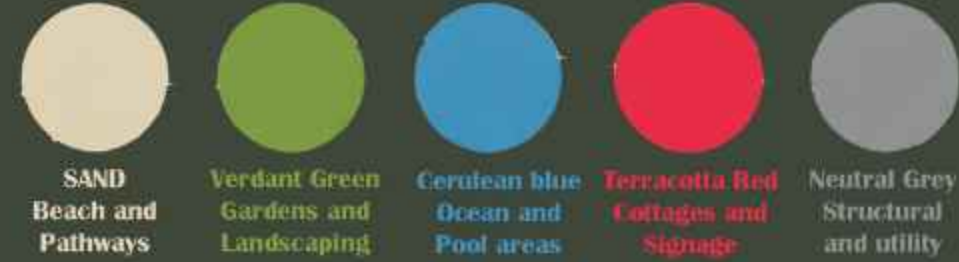 SAND
Beach and
Pathways
Verdant Green
Gardens and
Landscaping
Cerulean blue
Ocean and
Pool areas
Terracotta Red
Cottages and
Signage
Neutral Grey
Structural
and utility